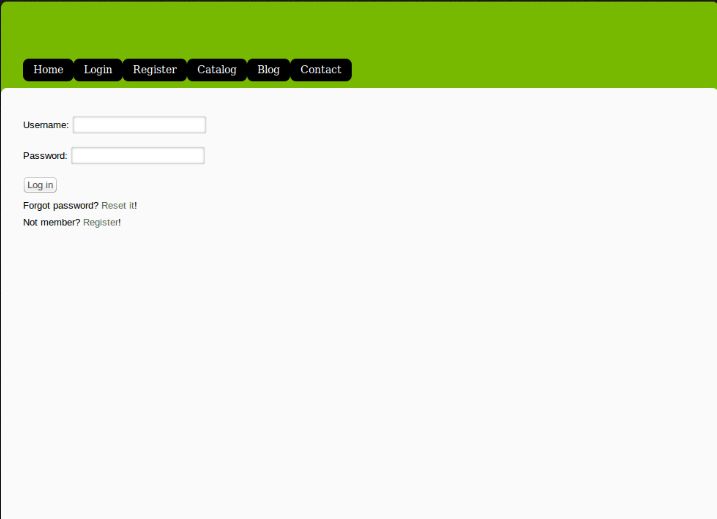 Home Login Register Catalog Blog Contact
Username:
Password:
Log in
Forgot password? Reset it!
Not member? Register!